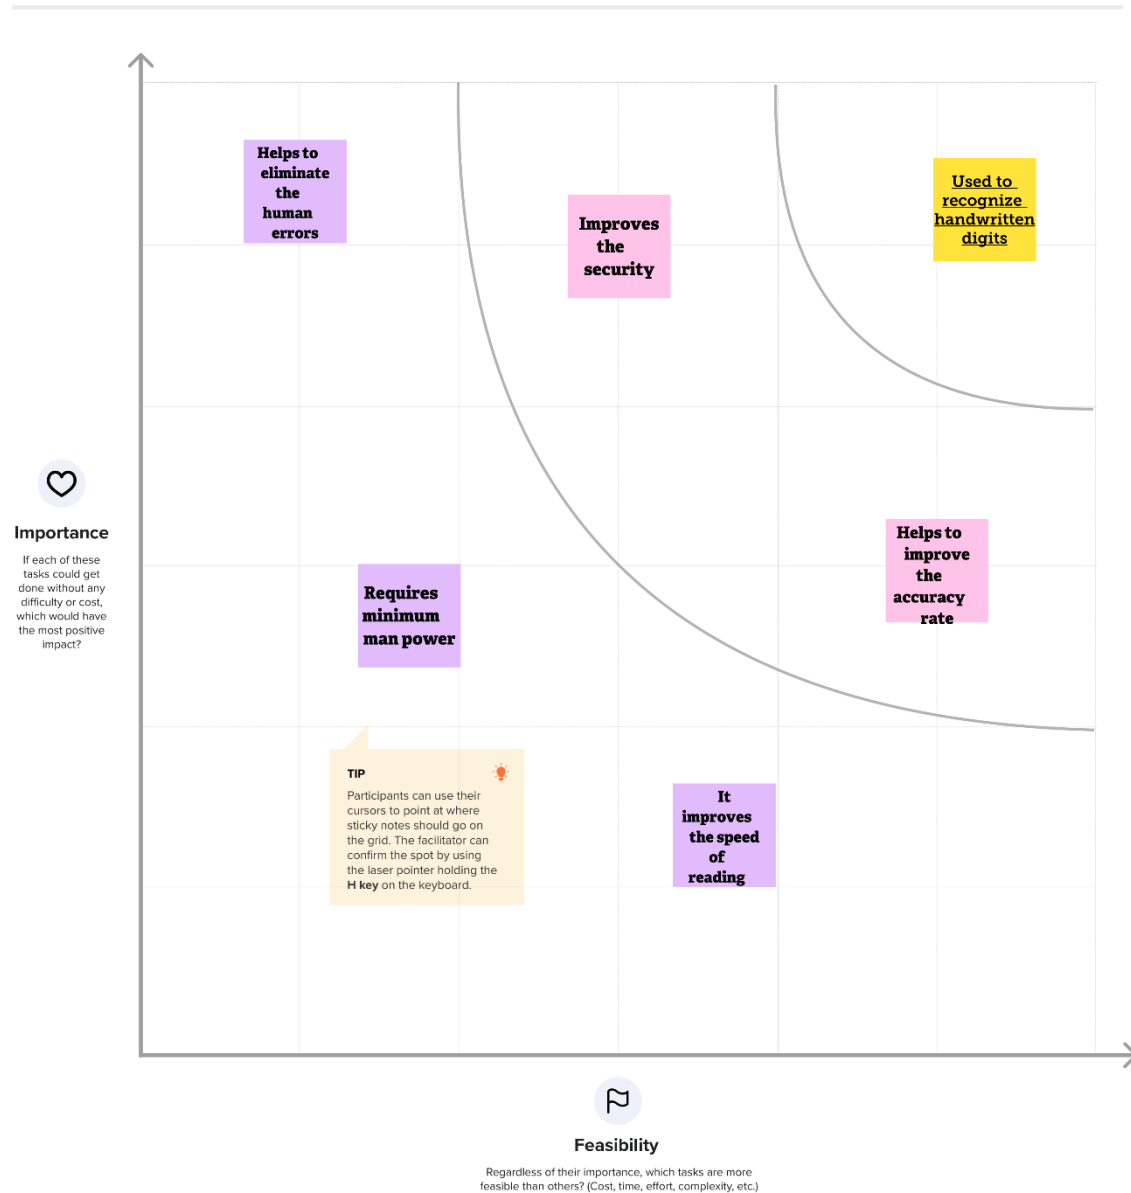 Helps to
eliminate
the
human
errors
Improves
the
security
Used to
recognize
handwritten
digits
Importance
If each of these
tasks could get
done without any
difficulty or cost,
which would have
the most positive
impact?
Requires
minimum
man power
Helps to
improve
the
accuracy
rate
TIP
Participants can use their
cursors to point at where
sticky notes should go on
the grid. The facilitator can
confirm the spot by using
the laser pointer holding the
H key on the keyboard.
It
improves
the speed
of
reading
Feasibility
Regardless of their importance, which tasks are more
feasible than others? (Cost, time, effort, complexity, etc.)